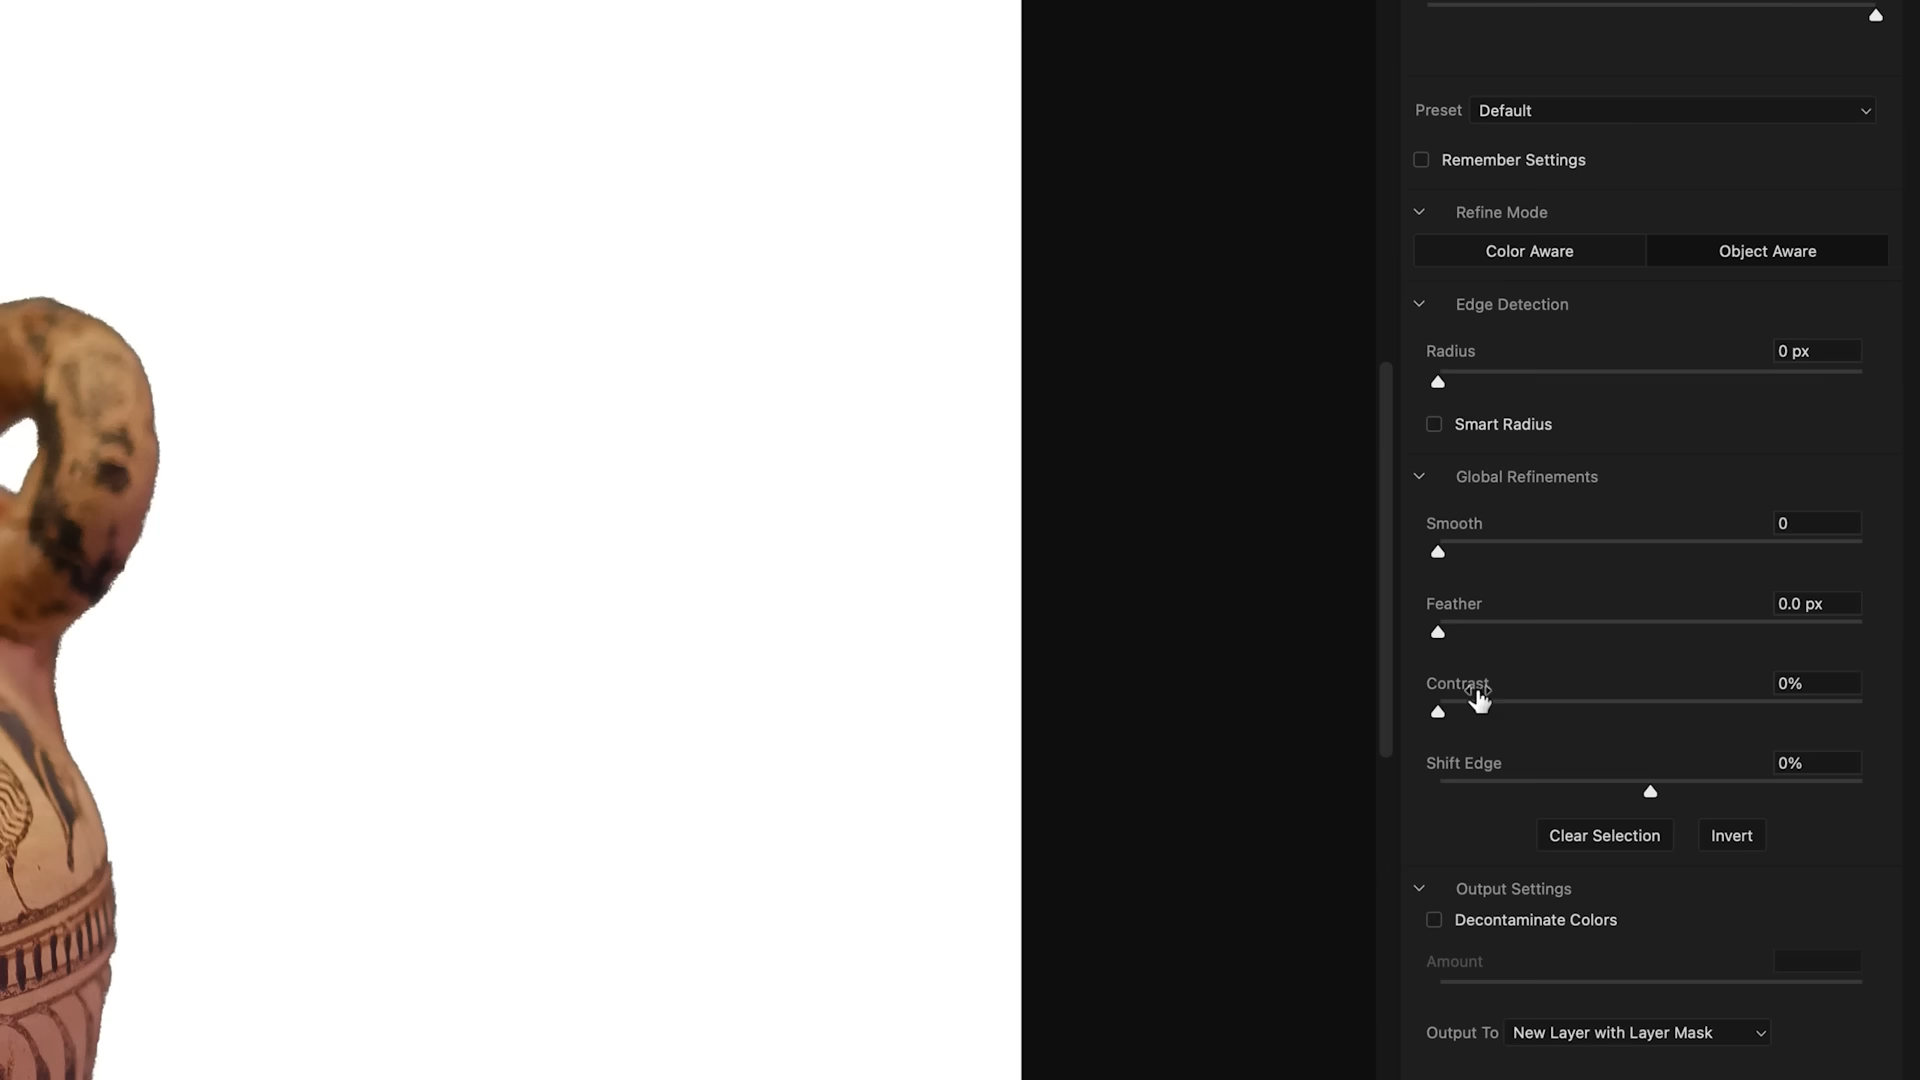 Preset Default
Remember Settings
Refine Mode
Color Aware Object Aware
Edge Detection
Radius 0 px
Smart Radius
Global Refinements
Smooth 0
Feather 0.0 px
Contrast 0%
Shift Edge 0%
Clear Selection Invert
Output Settings
Decontaminate Colors
Amount
Output To New Layer with Layer Mask